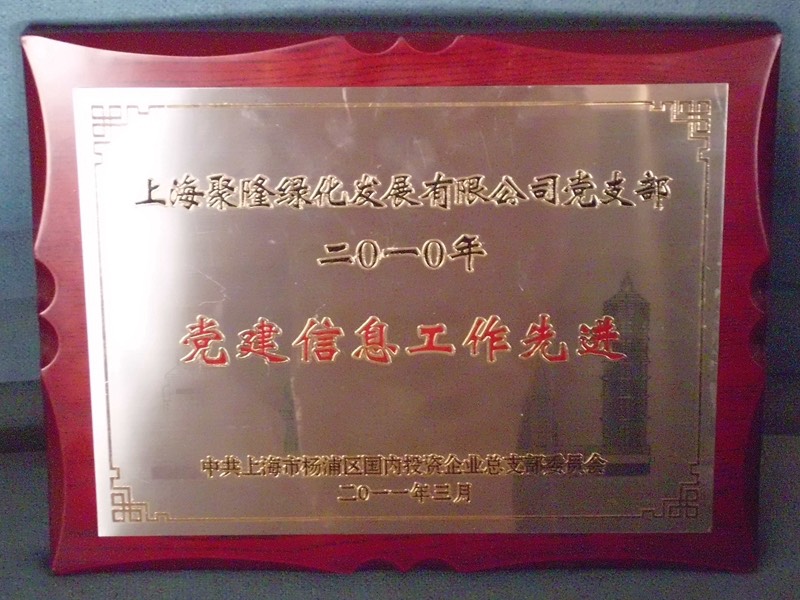 上海聚隆绿化发展有限公司党支部
二〇一〇年
党建信息工作先进
中共上海市杨浦区国内投资企业总支部委员会
二〇一一年三月